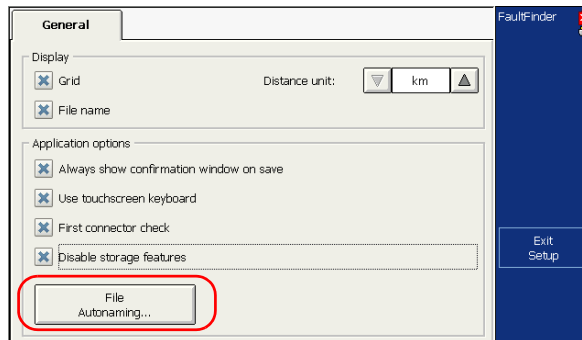 General
FaultFinder
Display
Grid
Distance unit:
km
File name
Application options
Always show confirmation window on save
Use touchscreen keyboard
First connector check
Disable storage features
File
Autonaming...
Exit
Setup